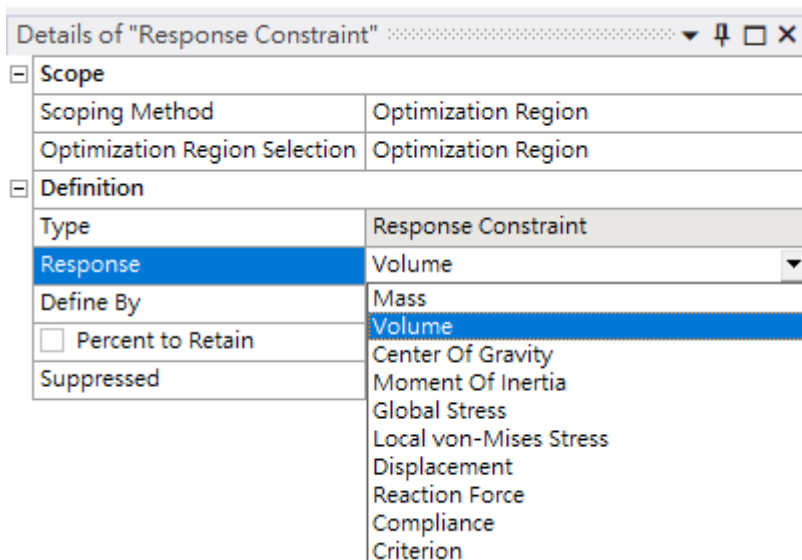 Details of "Response Constraint"
Scope
Scoping Method Optimization Region
Optimization Region Selection Optimization Region
Definition
Type Response Constraint
Response Volume
Define By
Percent to Retain
Suppressed
Mass
Volume
Center Of Gravity
Moment Of Inertia
Global Stress
Local von-Mises Stress
Displacement
Reaction Force
Compliance
Criterion